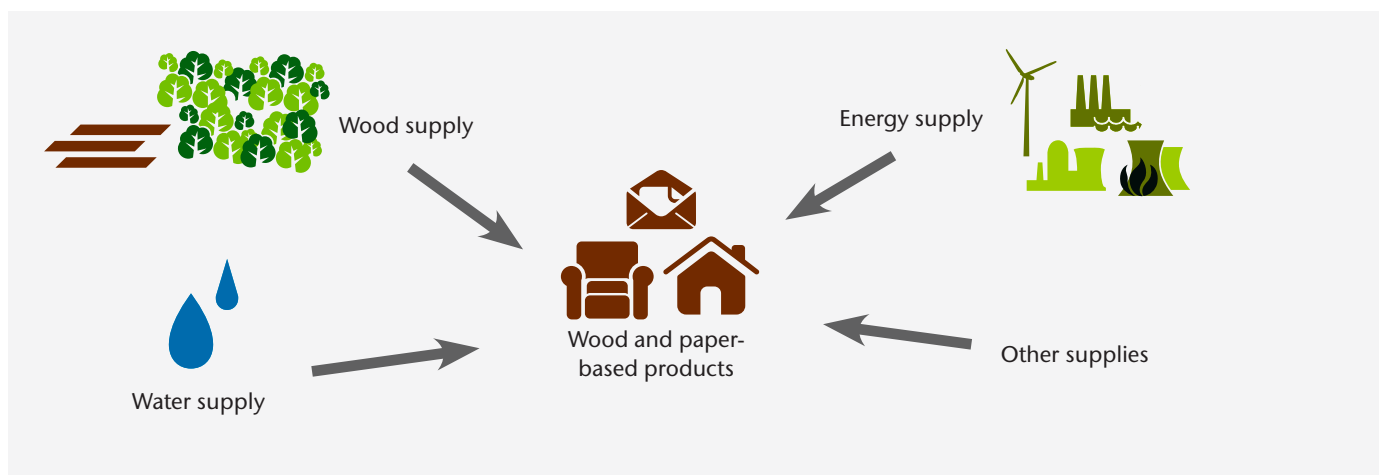 Wood supply
Energy supply
Wood and paper-
based products
Other supplies
Water supply